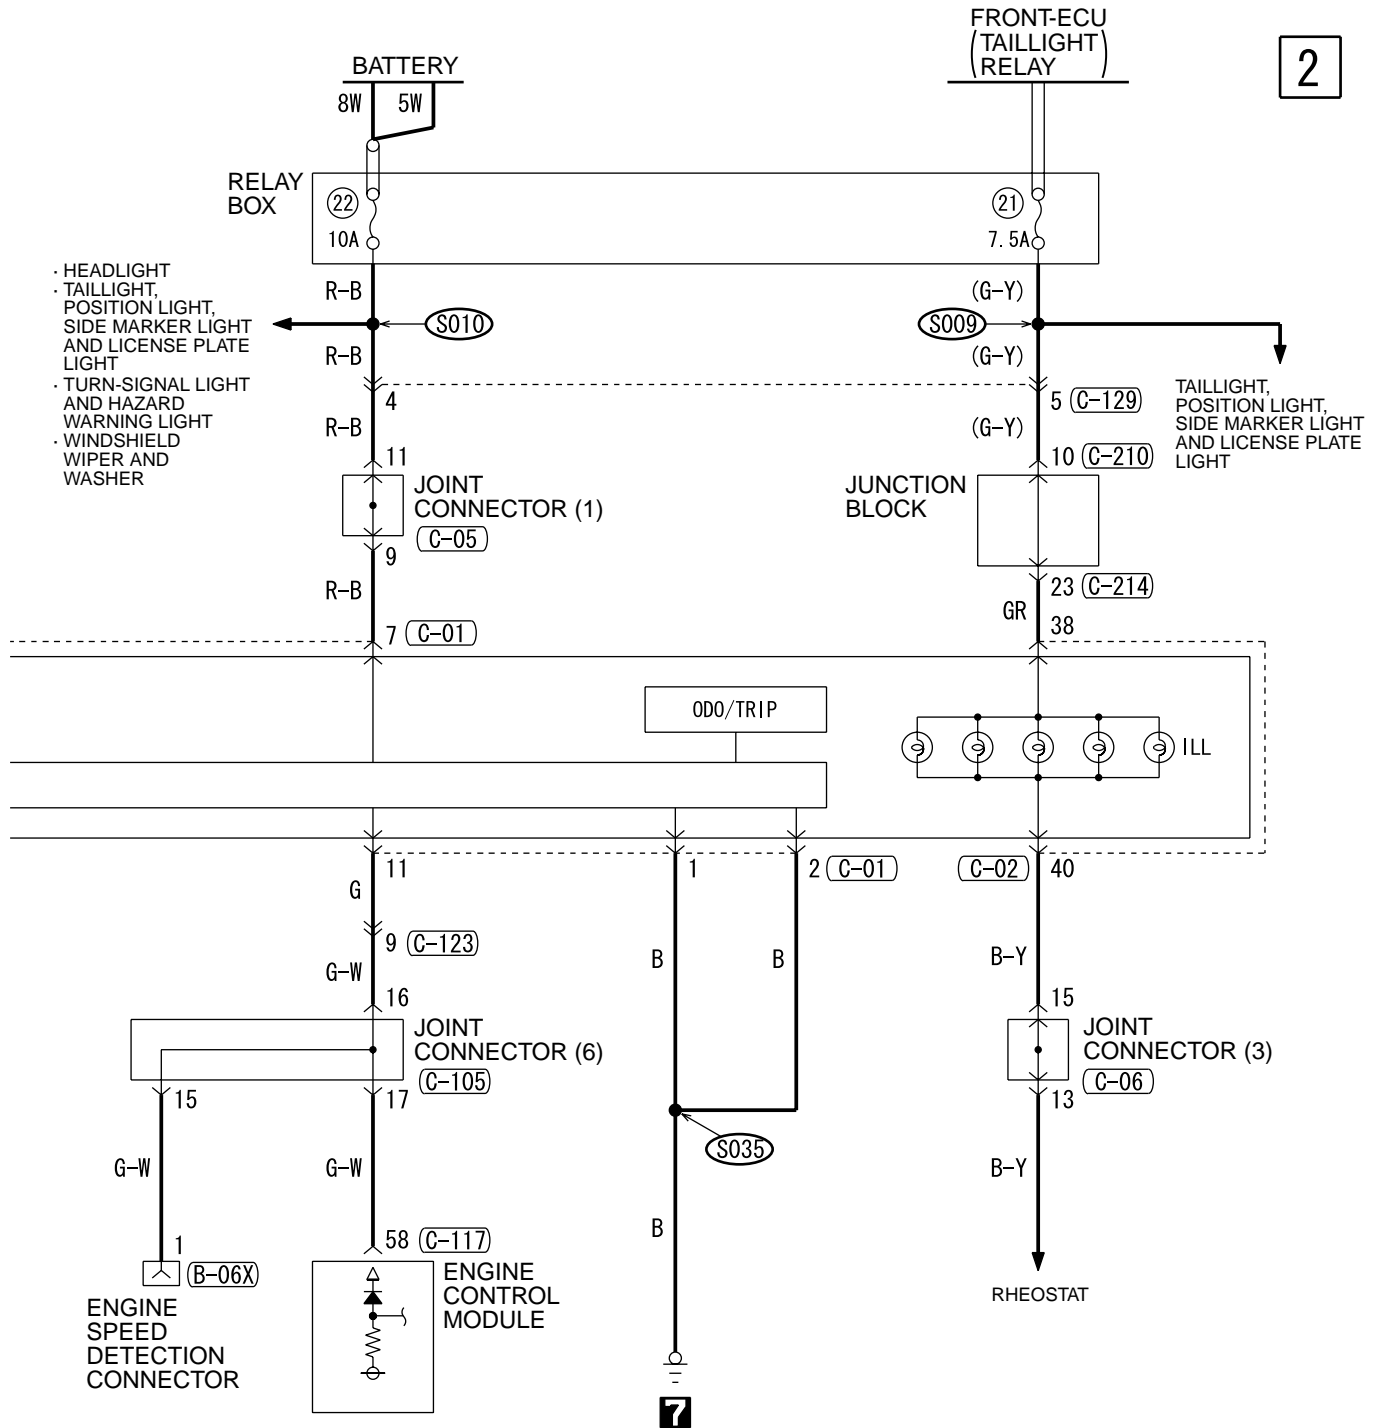 FRONT-ECU
(TAILLIGHT
RELAY)
2
BATTERY
8W
5W
RELAY
BOX
22
10A
21
7.5A
· HEADLIGHT
· TAILLIGHT,
POSITION LIGHT,
SIDE MARKER LIGHT
AND LICENSE PLATE
LIGHT
· TURN-SIGNAL LIGHT
AND HAZARD
WARNING LIGHT
· WINDSHIELD
WIPER AND
WASHER
R-B
S010
R-B
4
R-B
11
JOINT
CONNECTOR (1)
C-05
9
R-B
7 C-01
(G-Y)
S009
(G-Y)
5 C-129
(G-Y)
10 C-210
JUNCTION
BLOCK
23 C-214
GR
38
TAILLIGHT,
POSITION LIGHT,
SIDE MARKER LIGHT
AND LICENSE PLATE
LIGHT
ODO/TRIP
ILL
11
G
9 C-123
G-W
16
JOINT
CONNECTOR (6)
C-105
15
17
G-W
G-W
1
B-06X
ENGINE
SPEED
DETECTION
CONNECTOR
58 C-117
ENGINE
CONTROL
MODULE
1
2 C-01
B
B
S035
B
7
C-02 40
B-Y
15
JOINT
CONNECTOR (3)
C-06
13
B-Y
RHEOSTAT